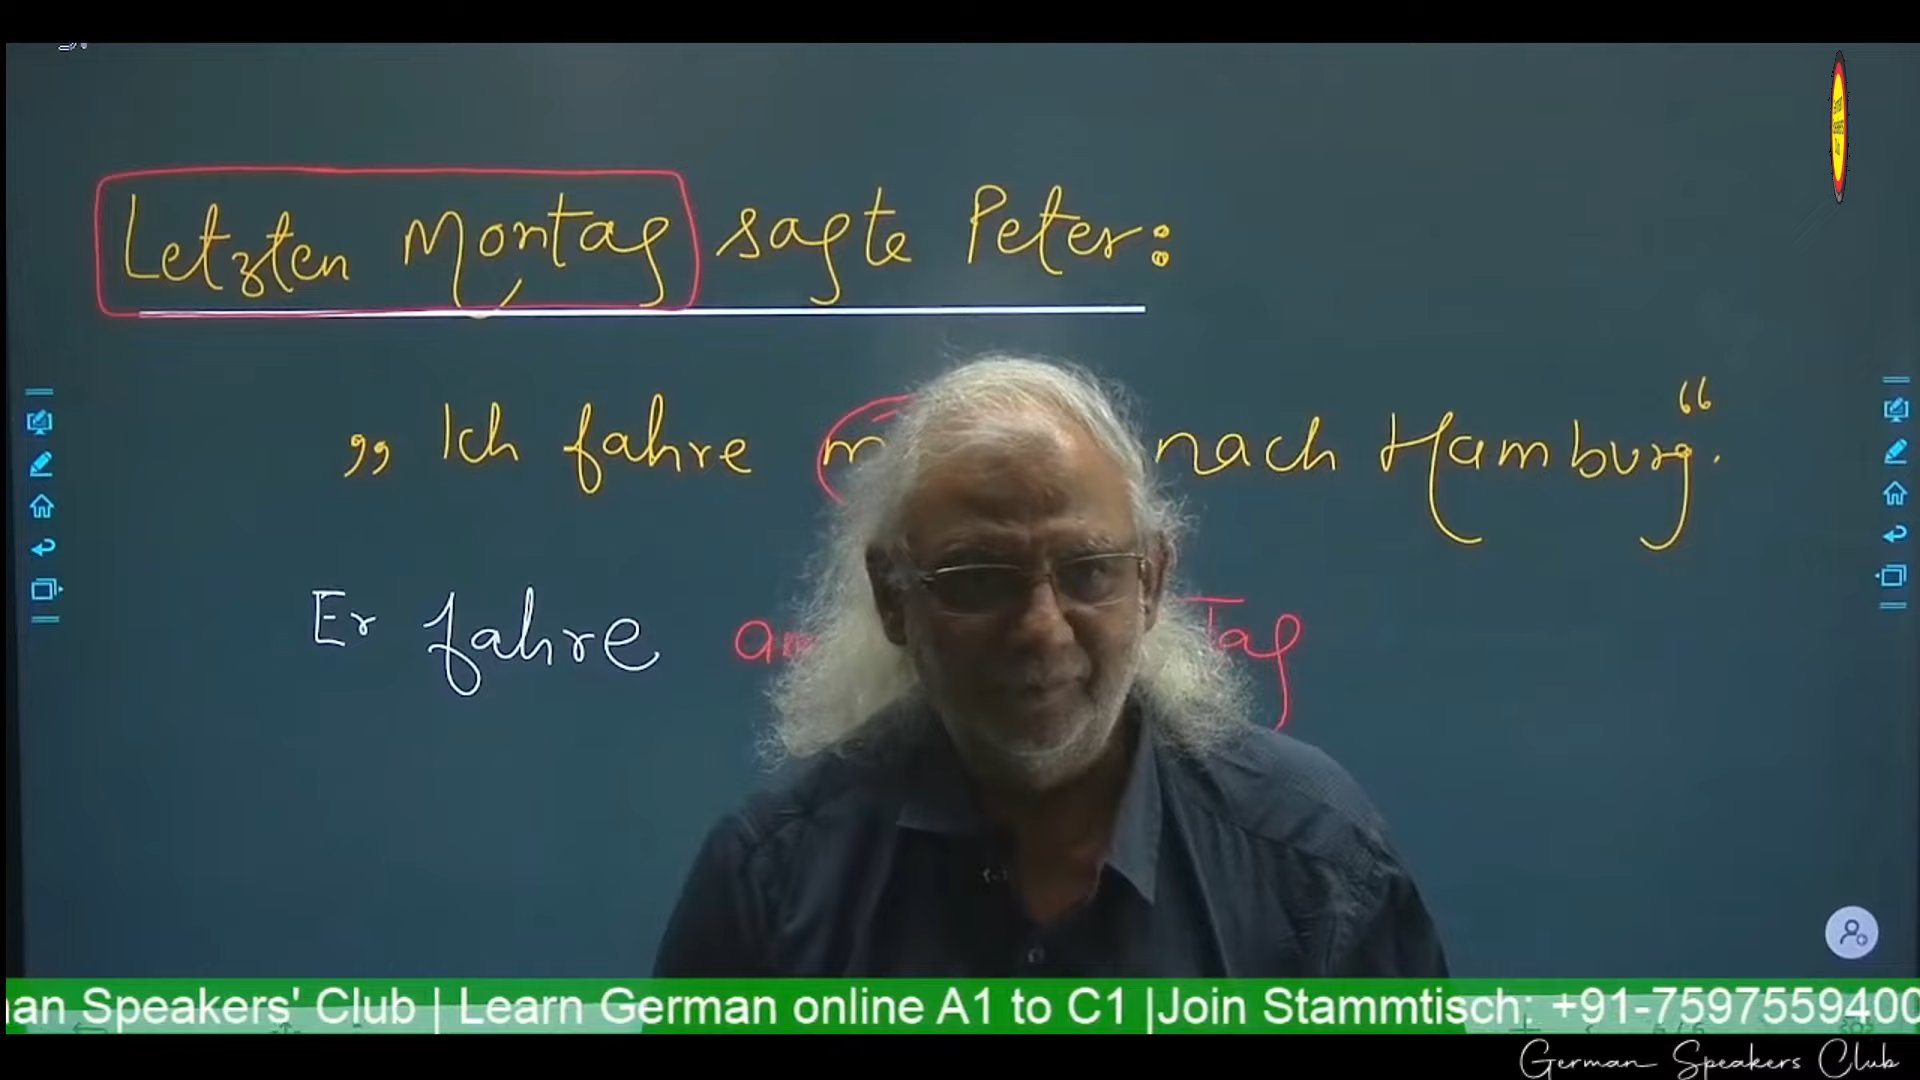 Letzten Montag sagte Peter:
„Ich fahre nach Hamburg“.
Er fahre
Speakers' Club | Learn German online A1 to C1 |Join Stammtisch: +91-7597559400
German Speakers Club